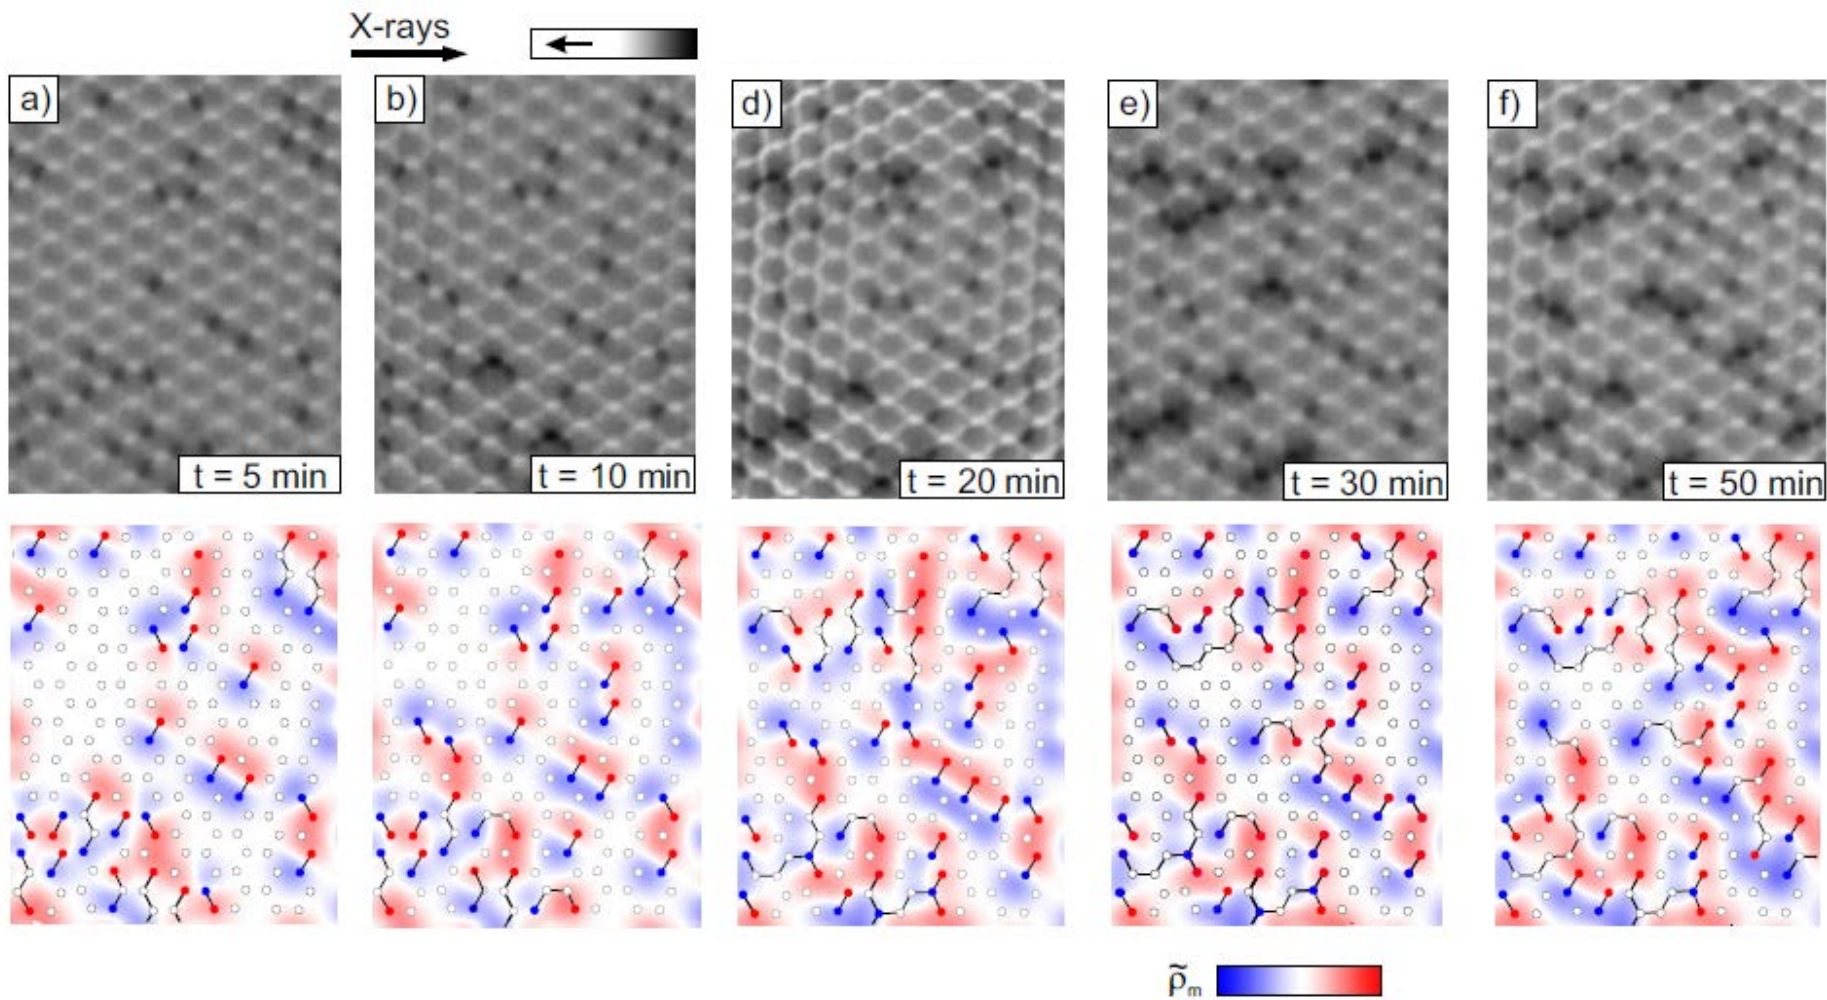 X-rays
a)
b)
d)
e)
f)
t = 5 min
t = 10 min
t = 20 min
t = 30 min
t = 50 min
ρ̃m